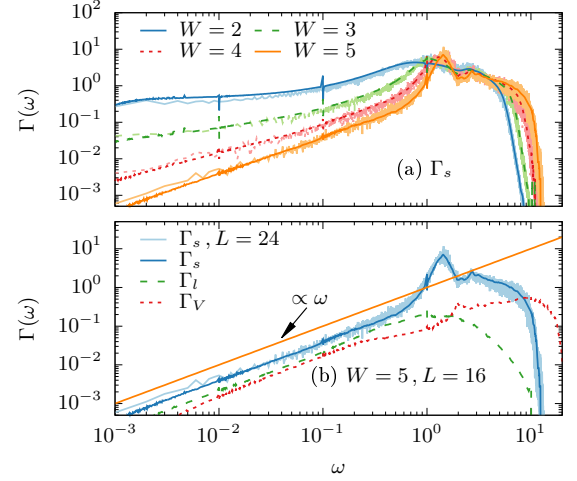 10²
10¹
10⁰
10⁻¹
10⁻²
10⁻³
Γ(ω)
W = 2
W = 3
W = 4
W = 5
(a) Γₛ
10¹
10⁰
10⁻¹
10⁻²
10⁻³
Γ(ω)
Γₛ , L = 24
Γₛ
Γₗ
Γ_V
∝ ω
(b) W = 5 , L = 16
10⁻³ 10⁻² 10⁻¹ 10⁰ 10¹
ω